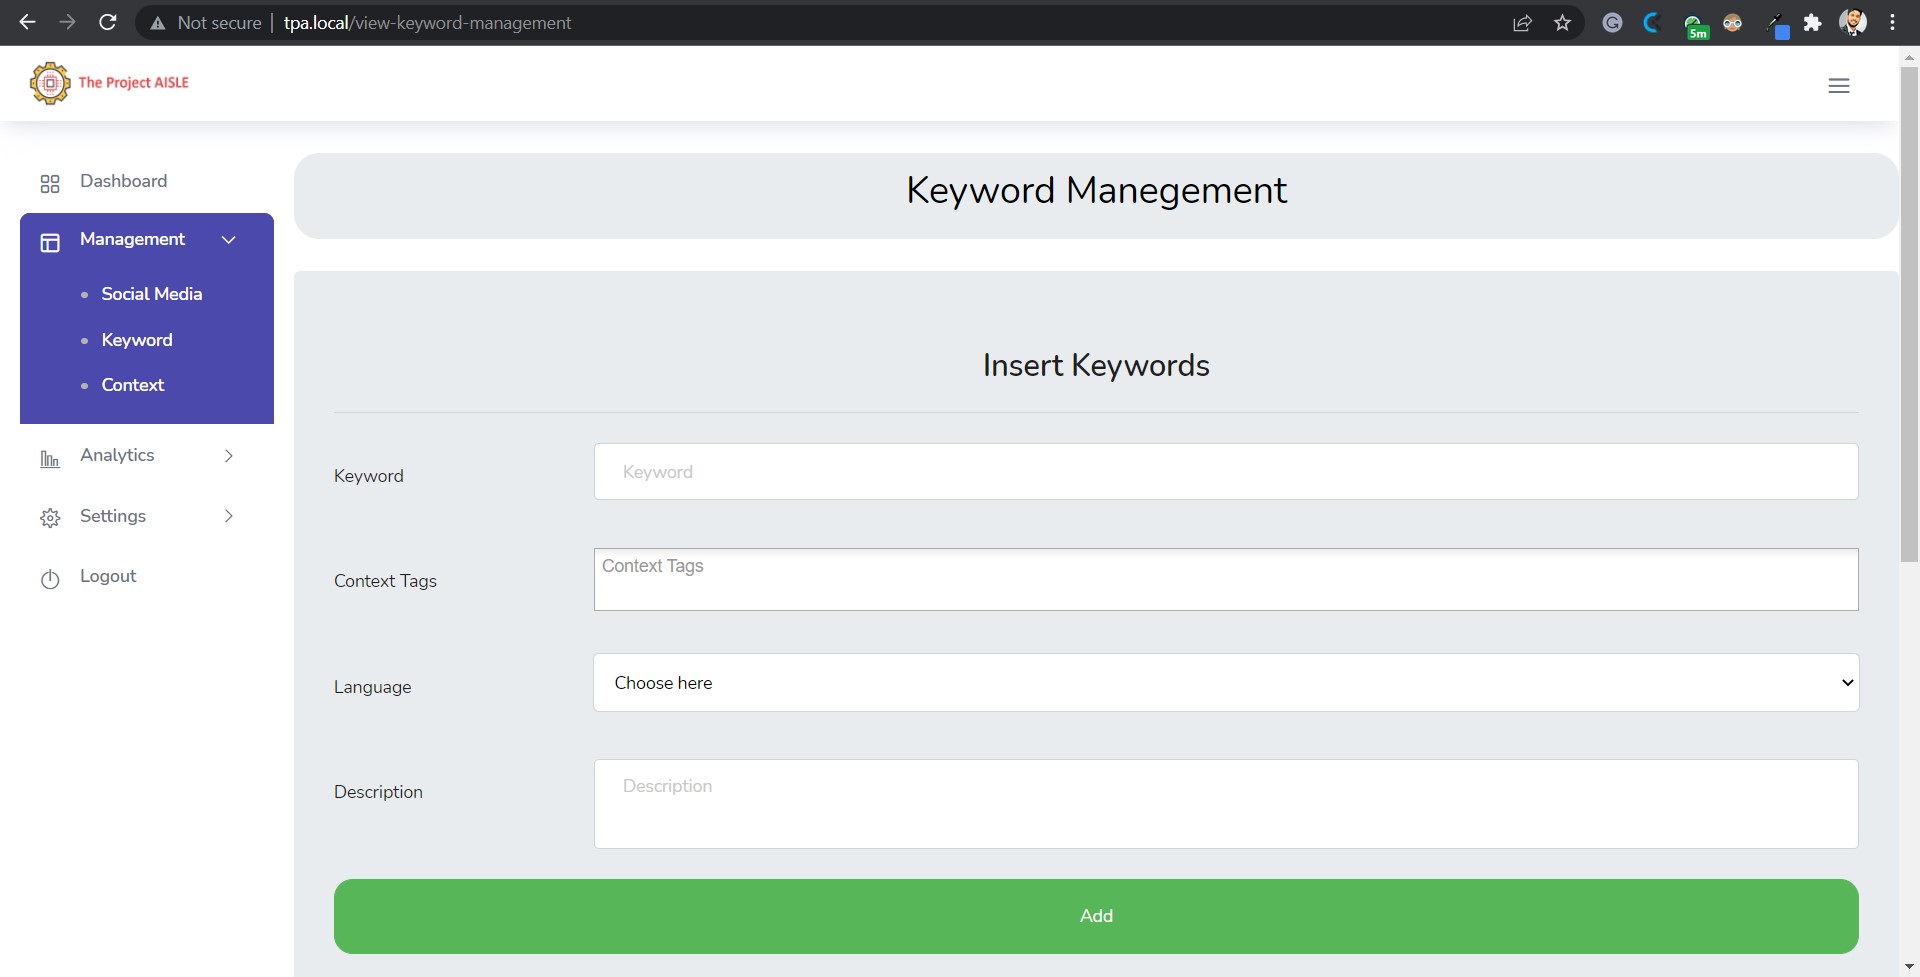 Not secure | tpa.local/view-keyword-management
5m
The Project AISLE
Dashboard
Management
Social Media
Keyword
Context
Analytics
Settings
Logout
Keyword Manegement
Insert Keywords
Keyword
Keyword
Context Tags
Context Tags
Language
Choose here
Description
Description
Add